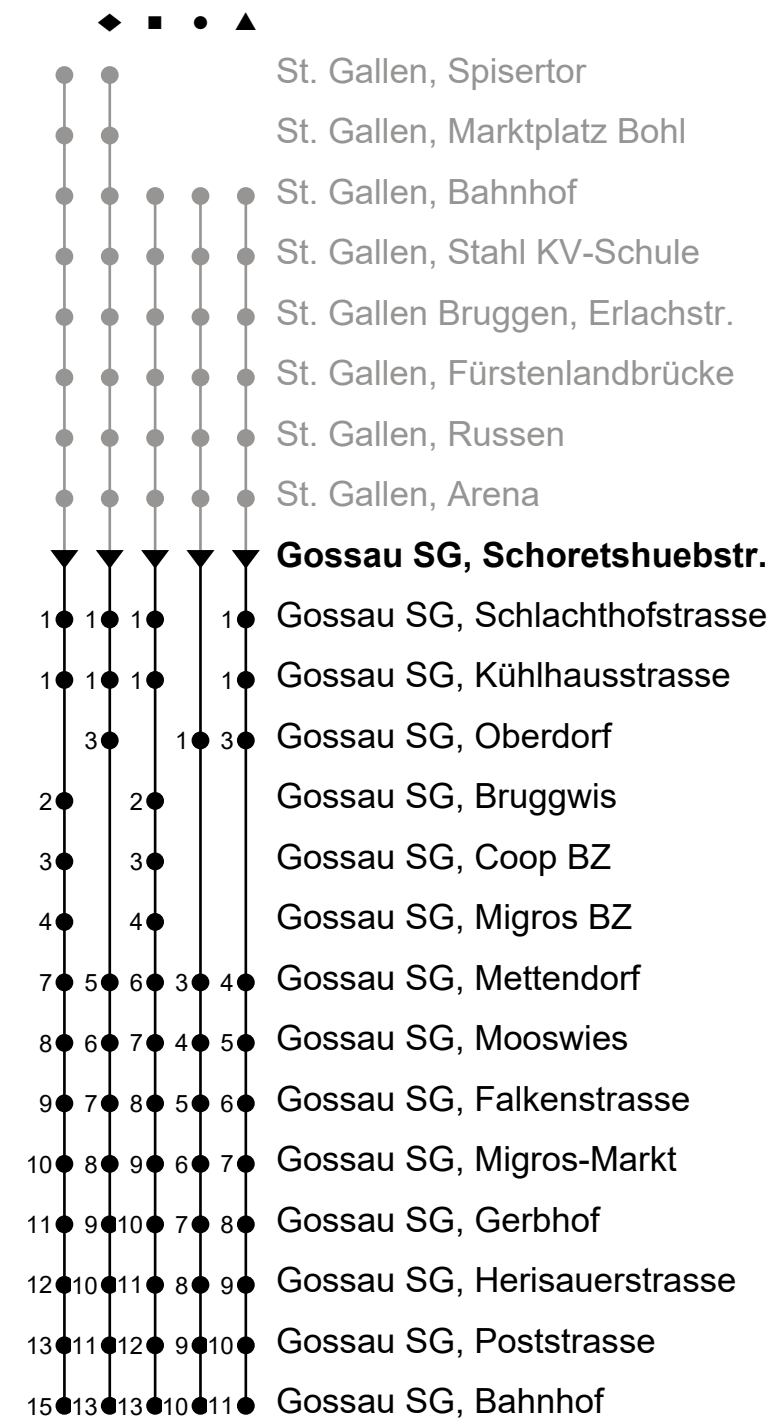 St. Gallen, Spisertor
St. Gallen, Marktplatz Bohl
St. Gallen, Bahnhof
St. Gallen, Stahl KV-Schule
St. Gallen Bruggen, Erlachstr.
St. Gallen, Fürstenlandbrücke
St. Gallen, Russen
St. Gallen, Arena
Gossau SG, Schoretshuebstr.
1 1 1 1 Gossau SG, Schlachthofstrasse
1 1 1 1 Gossau SG, Kühlhausstrasse
3 1 3 Gossau SG, Oberdorf
2 2 Gossau SG, Bruggwis
3 3 Gossau SG, Coop BZ
4 4 Gossau SG, Migros BZ
7 5 6 3 4 Gossau SG, Mettendorf
8 6 7 4 5 Gossau SG, Mooswies
9 7 8 5 6 Gossau SG, Falkenstrasse
10 8 9 6 7 Gossau SG, Migros-Markt
11 9 10 7 8 Gossau SG, Gerbhof
12 10 11 8 9 Gossau SG, Herisauerstrasse
13 11 12 9 10 Gossau SG, Poststrasse
15 13 13 10 11 Gossau SG, Bahnhof